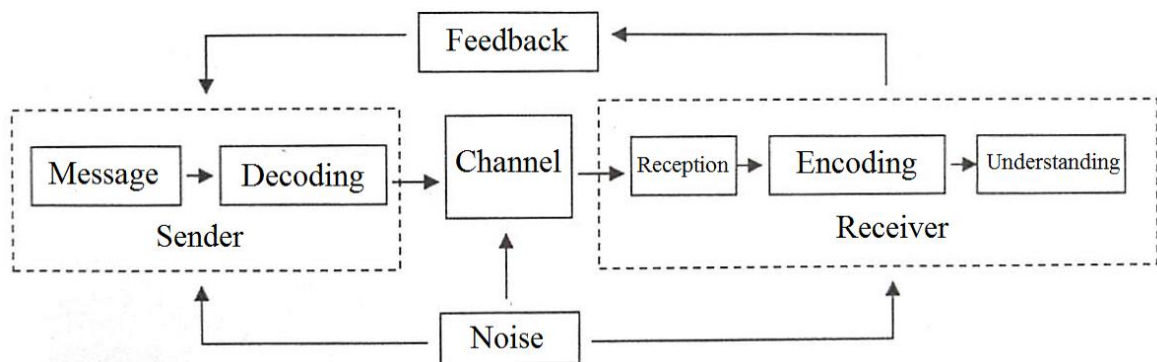 Feedback
Message
Decoding
Channel
Reception
Encoding
Understanding
Sender
Receiver
Noise